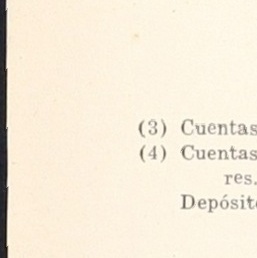 (3) Cuentas
(4) Cuentas
res.
Depósit